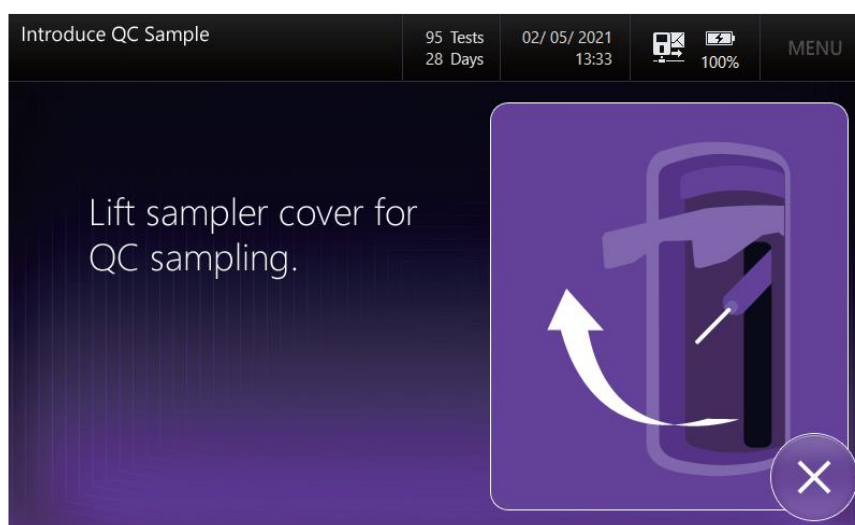 Introduce QC Sample
95 Tests
28 Days
02/ 05/ 2021
13:33
100%
MENU
Lift sampler cover for
QC sampling.